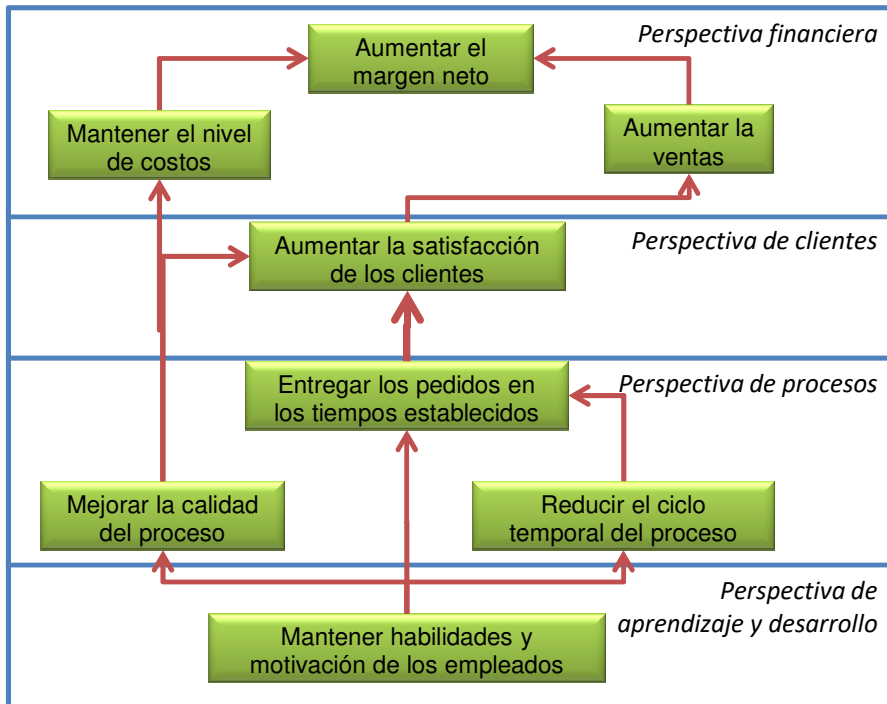 Perspectiva financiera
Aumentar el
margen neto
Mantener el nivel
de costos
Aumentar la
ventas
Perspectiva de clientes
Aumentar la satisfacción
de los clientes
Perspectiva de procesos
Entregar los pedidos en
los tiempos establecidos
Mejorar la calidad
del proceso
Reducir el ciclo
temporal del proceso
Perspectiva de
aprendizaje y desarrollo
Mantener habilidades y
motivación de los empleados